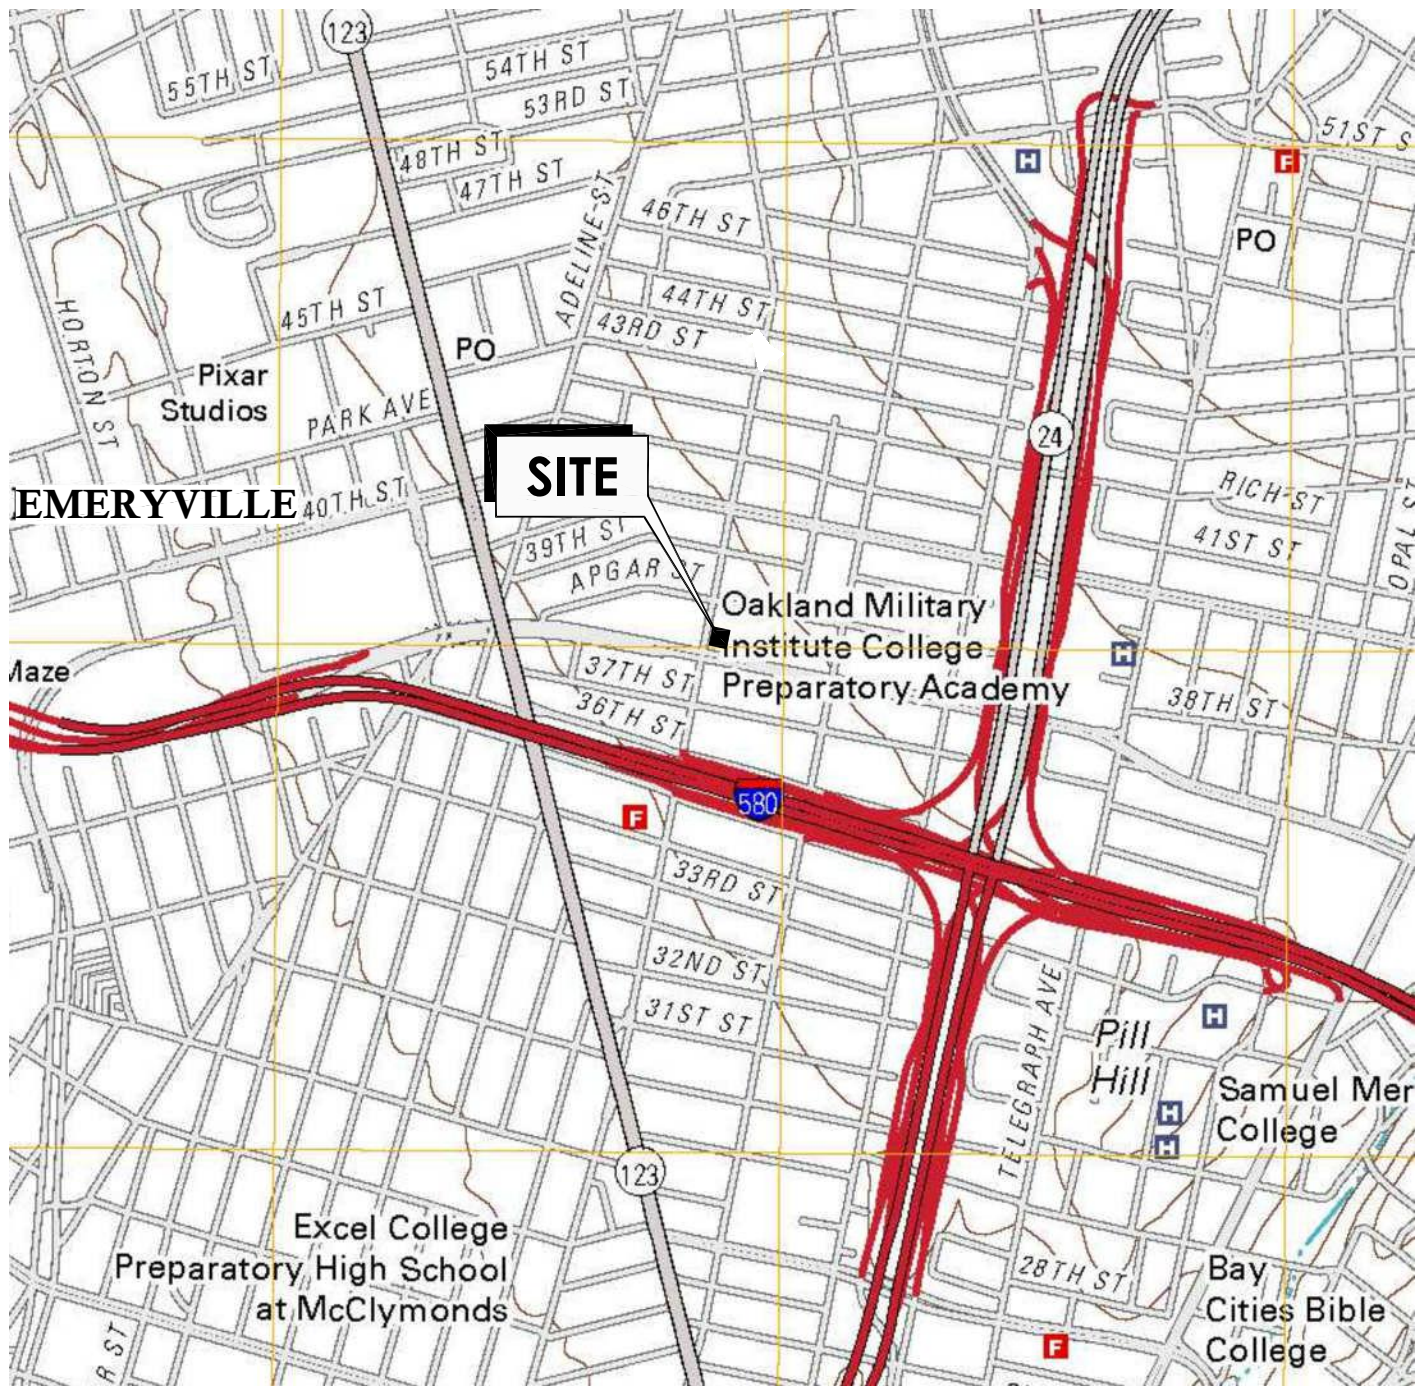 123
55TH ST
54TH ST
53RD ST
51ST S
48TH ST
47TH ST
H
F
ADELINE ST
46TH ST
PO
HORTON ST
45TH ST
44TH ST
43RD ST
PO
Pixar
Studios
PARK AVE
24
SITE
RICH ST
EMERYVILLE
40TH ST
39TH ST
41ST ST
OPAL ST
APGAR ST
Oakland Military
Institute College
Preparatory Academy
H
Maze
37TH ST
36TH ST
38TH ST
580
F
33RD ST
32ND ST
31ST ST
TELEGRAPH AVE
H
Pill
Hill
Samuel Mer
College
H
H
123
Excel College
Preparatory High School
at McClymonds
28TH ST
Bay
Cities Bible
College
F
R ST